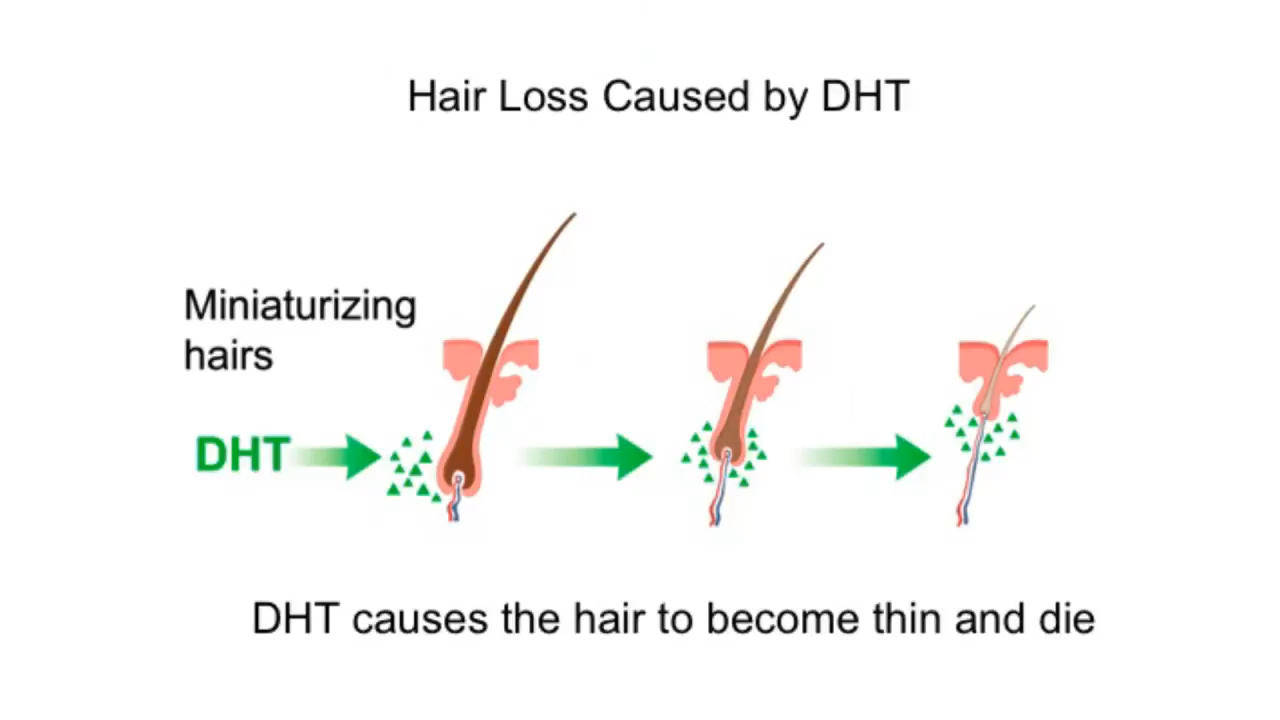 Hair Loss Caused by DHT
Miniaturizing
hairs
DHT
DHT causes the hair to become thin and die